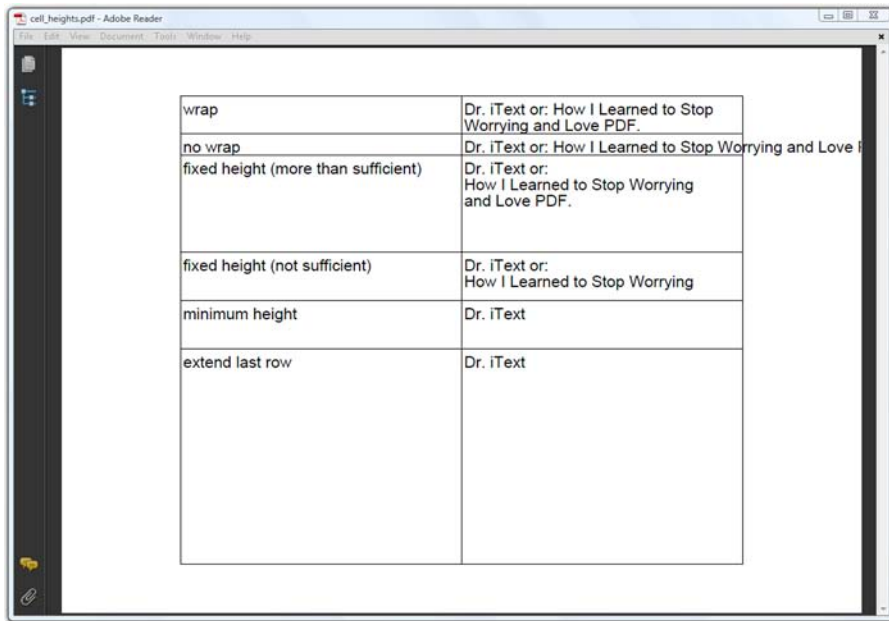 cell_heights.pdf - Adobe Reader
File Edit View Document Tools Window Help
wrap
Dr. iText or: How I Learned to Stop
Worrying and Love PDF.
no wrap
Dr. iText or: How I Learned to Stop Worrying and Love
fixed height (more than sufficient)
Dr. iText or:
How I Learned to Stop Worrying
and Love PDF.
fixed height (not sufficient)
Dr. iText or:
How I Learned to Stop Worrying
minimum height
Dr. iText
extend last row
Dr. iText